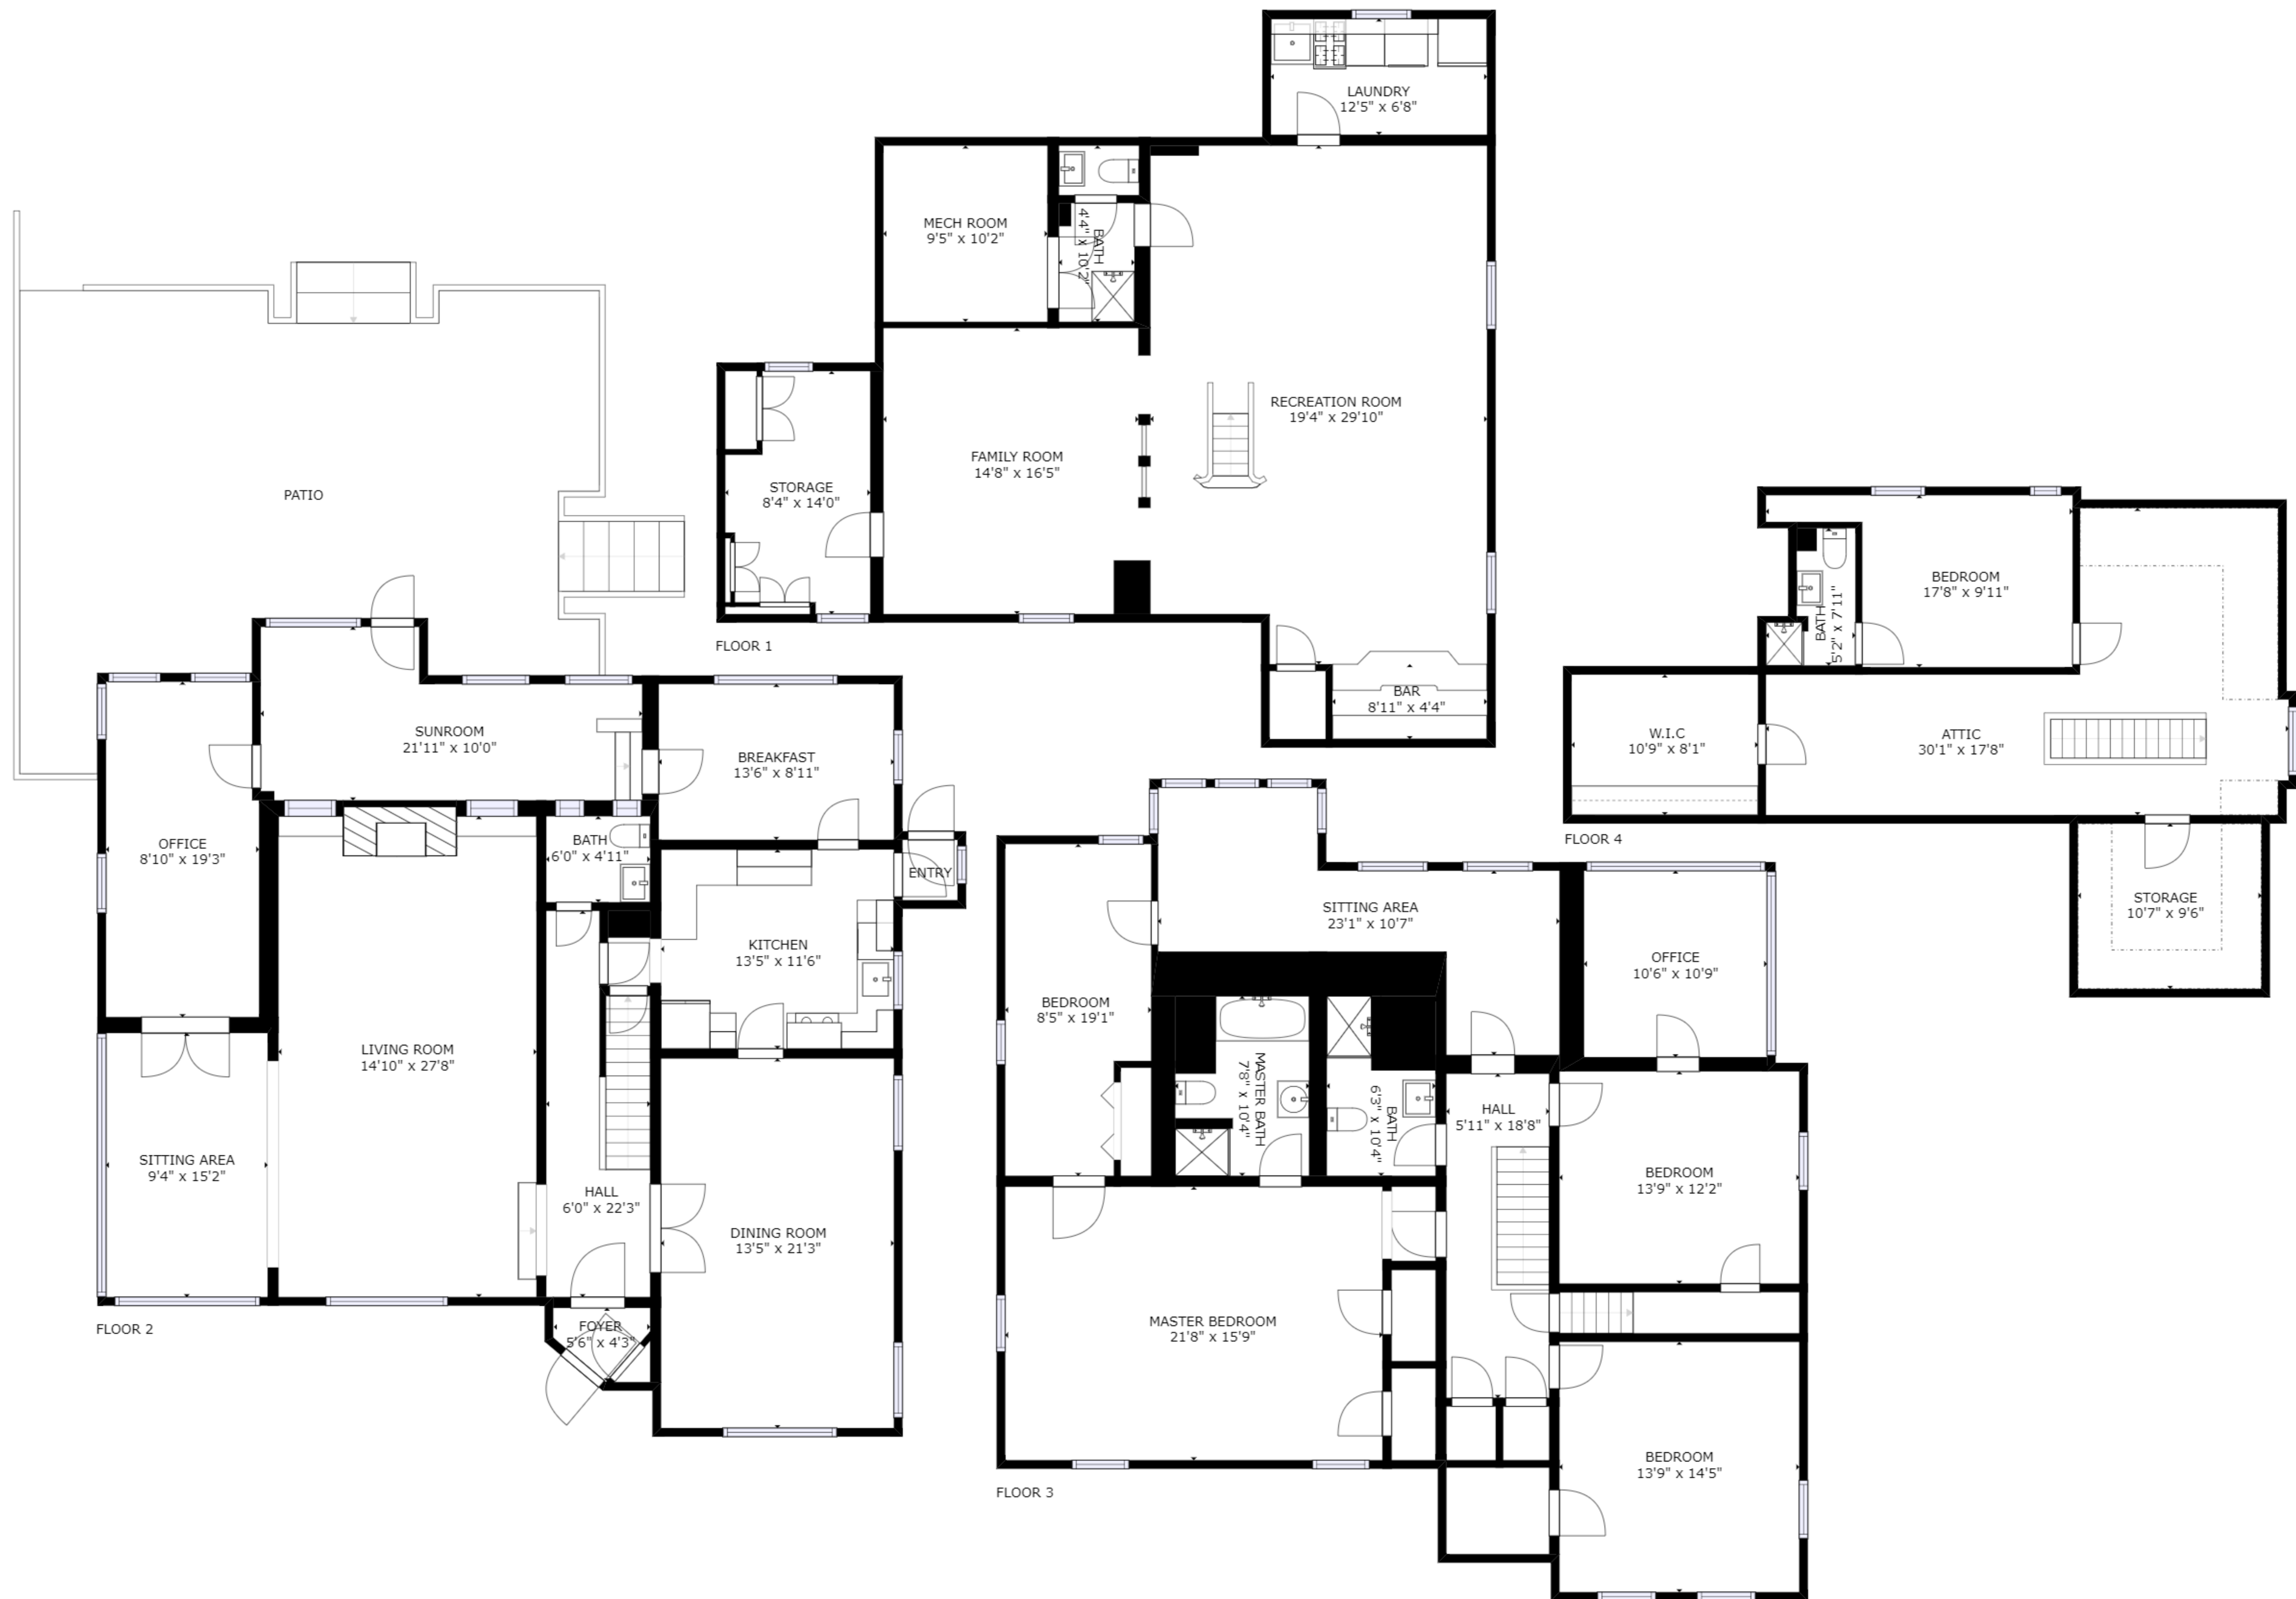 LAUNDRY
12'5" x 6'8"
MECH ROOM
9'5" x 10'2"
BATH
4'4" x 10'2"
RECREATION ROOM
19'4" x 29'10"
FAMILY ROOM
14'8" x 16'5"
STORAGE
8'4" x 14'0"
BAR
8'11" x 4'4"
FLOOR 1
PATIO
SUNROOM
21'11" x 10'0"
BREAKFAST
13'6" x 8'11"
OFFICE
8'10" x 19'3"
BATH
6'0" x 4'11"
ENTRY
KITCHEN
13'5" x 11'6"
LIVING ROOM
14'10" x 27'8"
SITTING AREA
9'4" x 15'2"
HALL
6'0" x 22'3"
DINING ROOM
13'5" x 21'3"
FOYER
5'6" x 4'3"
FLOOR 2
SITTING AREA
23'1" x 10'7"
OFFICE
10'6" x 10'9"
BEDROOM
8'5" x 19'1"
MASTER BATH
7'8" x 10'4"
BATH
6'3" x 10'4"
HALL
5'11" x 18'8"
BEDROOM
13'9" x 12'2"
MASTER BEDROOM
21'8" x 15'9"
BEDROOM
13'9" x 14'5"
FLOOR 3
BEDROOM
17'8" x 9'11"
BATH
5'2" x 7'11"
W.I.C
10'9" x 8'1"
ATTIC
30'1" x 17'8"
STORAGE
10'7" x 9'6"
FLOOR 4